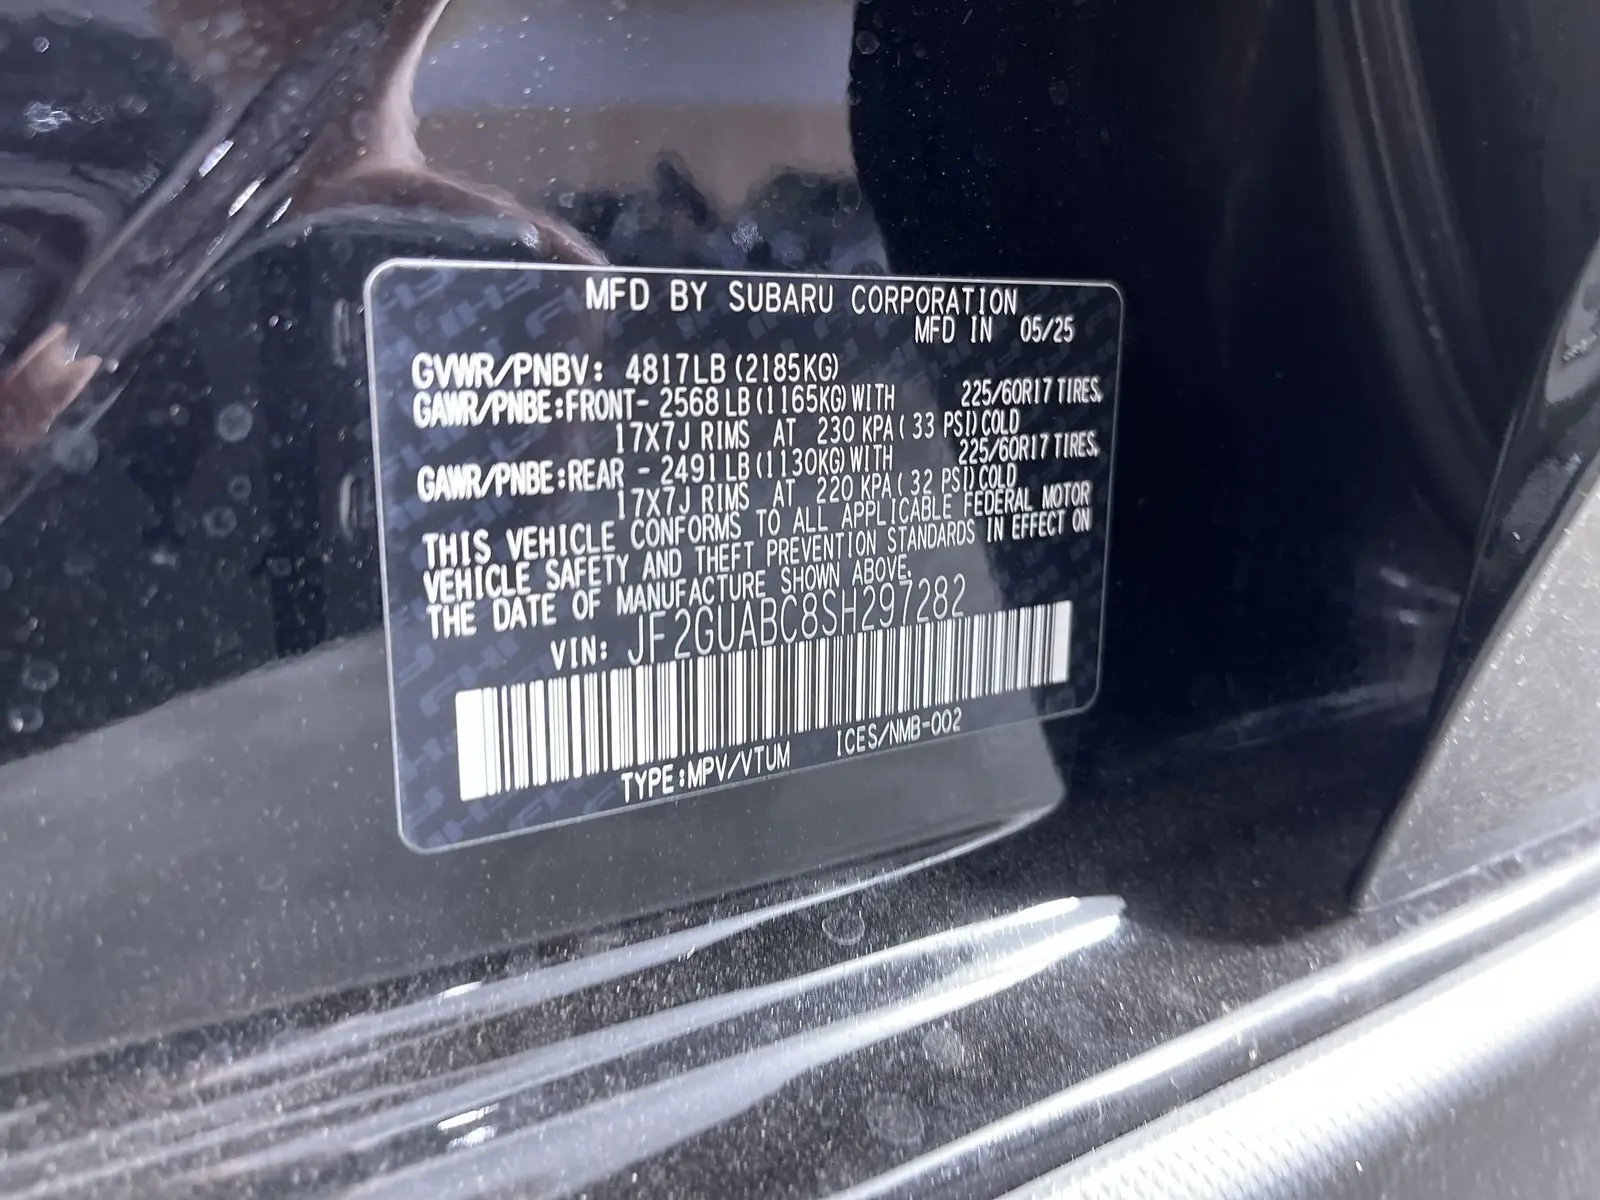 MFD BY SUBARU CORPORATION
MFD IN 05/25
GVWR/PNBV: 4817LB (2185KG)
GAWR/PNBE:FRONT- 2568 LB (1165KG) WITH 225/60R17 TIRES,
17X7J RIMS AT 230 KPA ( 33 PSI) COLD
GAWR/PNBE:REAR - 2491 LB (1130KG) WITH 225/60R17 TIRES,
17X7J RIMS AT 220 KPA ( 32 PSI) COLD
THIS VEHICLE CONFORMS TO ALL APPLICABLE FEDERAL MOTOR
VEHICLE SAFETY AND THEFT PREVENTION STANDARDS IN EFFECT ON
THE DATE OF MANUFACTURE SHOWN ABOVE.
VIN: JF2GUABC8SH297282
TYPE:MPV/VTUM ICES/NMB-002